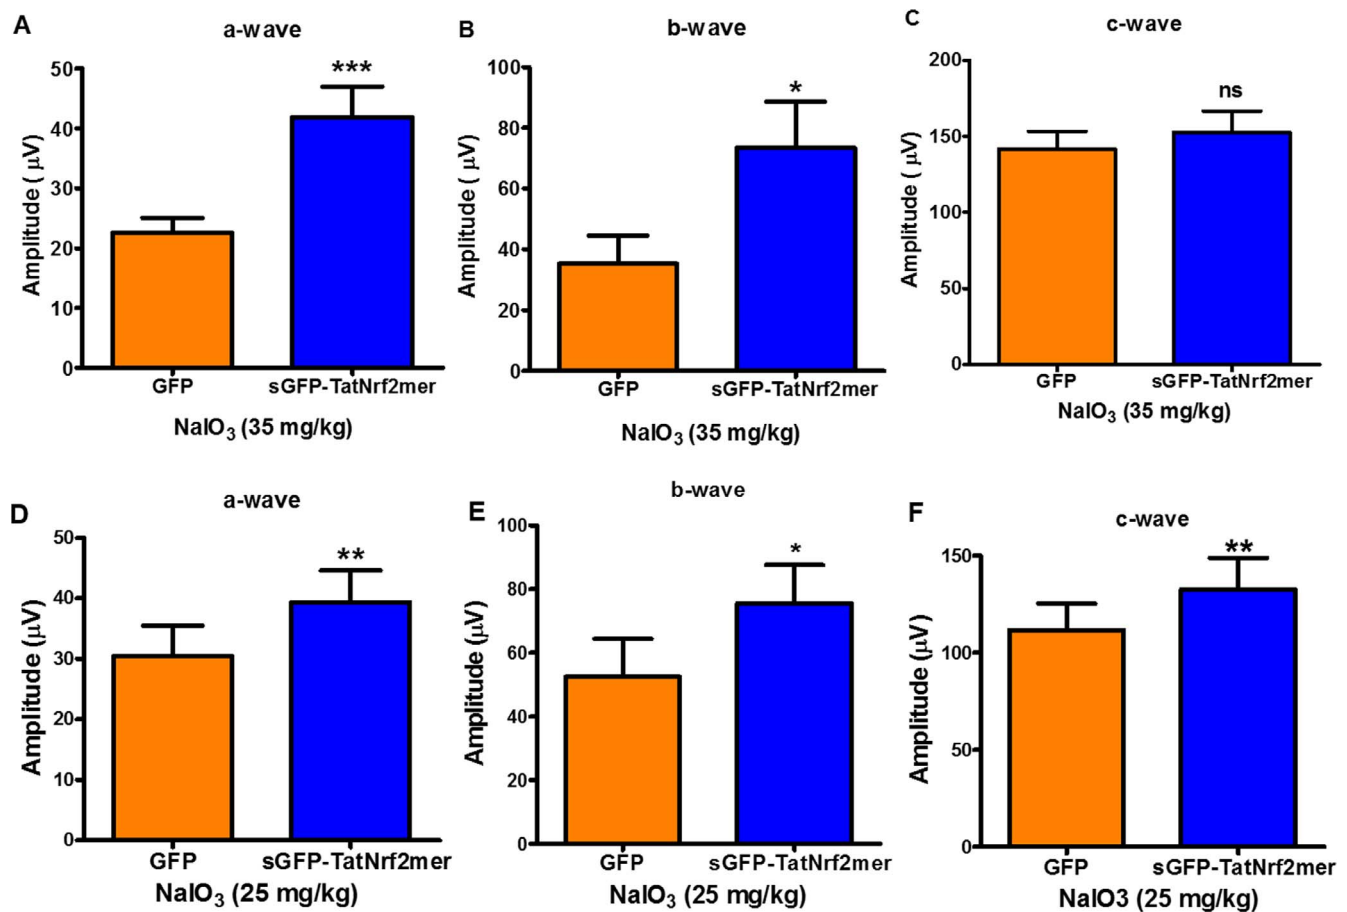 A
a-wave
***
50
40
30
20
10
0
Amplitude ( μV)
GFP
sGFP-TatNrf2mer
NaIO3 (35 mg/kg)
B
b-wave
*
100
80
60
40
20
0
Amplitude ( μV)
GFP
sGFP-TatNrf2mer
NaIO3 (35 mg/kg)
C
c-wave
ns
200
150
100
50
0
Amplitude ( μV)
GFP
sGFP-TatNrf2mer
NaIO3 (35 mg/kg)
D
a-wave
**
50
40
30
20
10
0
Amplitude (μV)
GFP
sGFP-TatNrf2mer
NaIO3 (25 mg/kg)
E
b-wave
*
100
80
60
40
20
0
Amplitude (μV)
GFP
sGFP-TatNrf2mer
NaIO3 (25 mg/kg)
F
c-wave
**
150
100
50
0
Amplitude (μV)
GFP
sGFP-TatNrf2mer
NaIO3 (25 mg/kg)